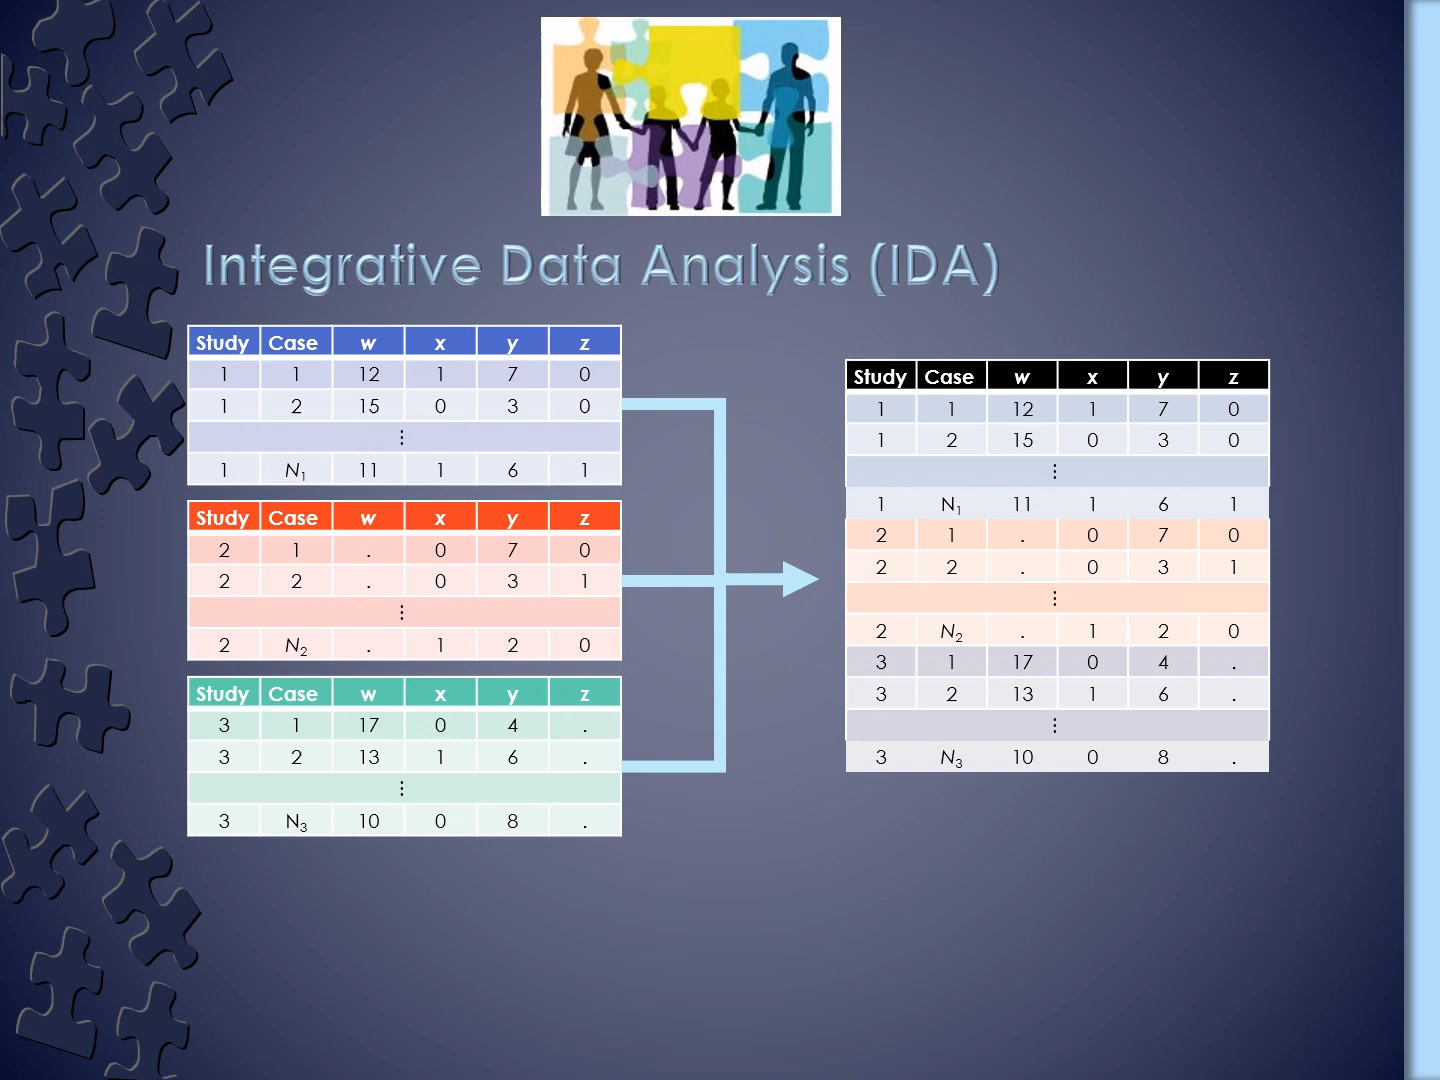 Integrative Data Analysis (IDA)
Study Case w x y z
1 1 12 1 7 0
1 2 15 0 3 0
⋮
1 N₁ 11 1 6 1
Study Case w x y z
2 1 . 0 7 0
2 2 . 0 3 1
⋮
2 N₂ . 1 2 0
Study Case w x y z
3 1 17 0 4 .
3 2 13 1 6 .
⋮
3 N₃ 10 0 8 .
Study Case w x y z
1 1 12 1 7 0
1 2 15 0 3 0
⋮
1 N₁ 11 1 6 1
2 1 . 0 7 0
2 2 . 0 3 1
⋮
2 N₂ . 1 2 0
3 1 17 0 4 .
3 2 13 1 6 .
⋮
3 N₃ 10 0 8 .